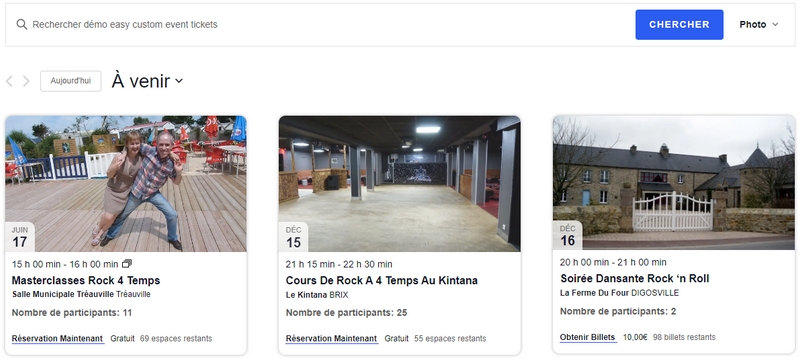 Rechercher démo easy custom event tickets
CHERCHER
Photo
Aujourd'hui
À venir
JUIN
17
15 h 00 min - 16 h 00 min
Masterclasses Rock 4 Temps
Salle Municipale Tréauville Tréauville
Nombre de participants: 11
Réservation Maintenant Gratuit 69 espaces restants
DÉC
15
21 h 15 min - 22 h 30 min
Cours De Rock A 4 Temps Au Kintana
Le Kintana BRIX
Nombre de participants: 25
Réservation Maintenant Gratuit 55 espaces restants
DÉC
16
20 h 00 min - 21 h 00 min
Soirée Dansante Rock ‘n Roll
La Ferme Du Four DIGOSVILLE
Nombre de participants: 2
Obtenir Billets 10,00€ 98 billets restants